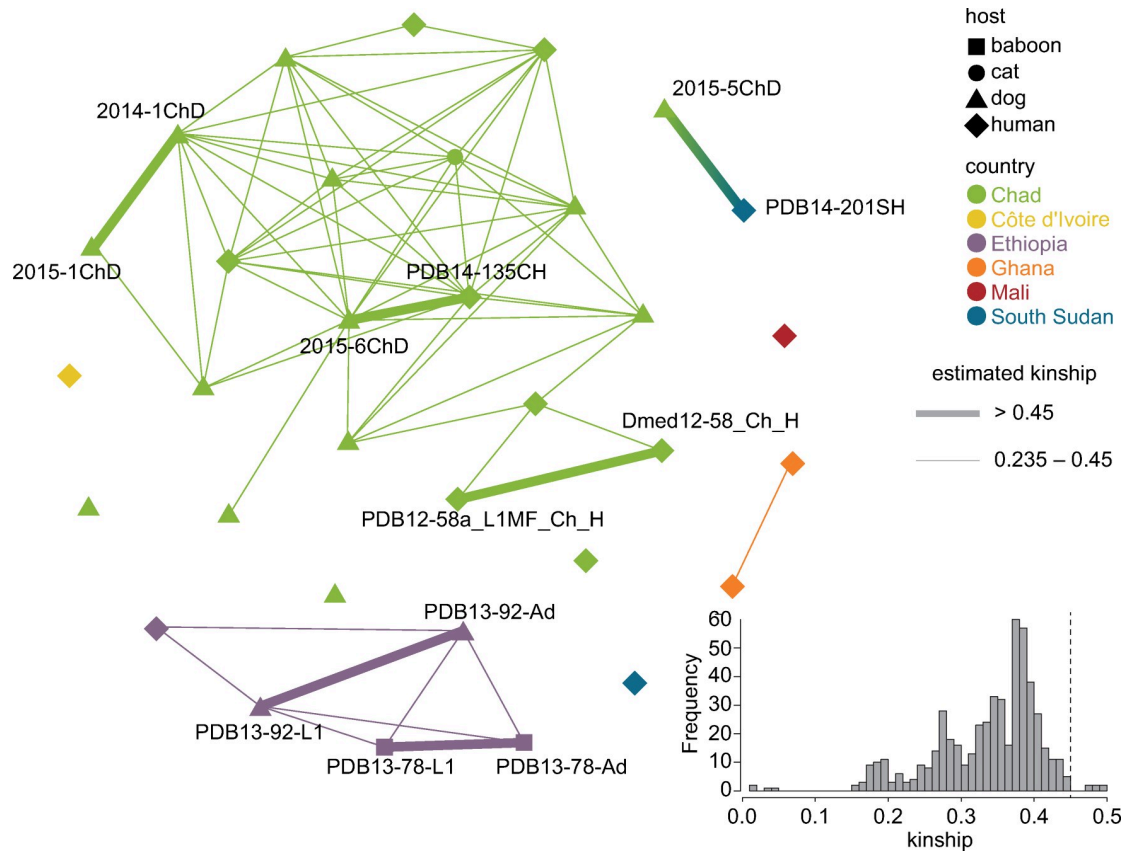 host
baboon
cat
dog
human
country
Chad
Côte d'Ivoire
Ethiopia
Ghana
Mali
South Sudan
estimated kinship
> 0.45
0.235 – 0.45
2014-1ChD
2015-5ChD
PDB14-201SH
2015-1ChD
PDB14-135CH
2015-6ChD
Dmed12-58_Ch_H
PDB12-58a_L1MF_Ch_H
PDB13-92-Ad
PDB13-92-L1
PDB13-78-L1
PDB13-78-Ad
Frequency
60
50
40
30
20
10
0
0.0
0.1
0.2
0.3
0.4
0.5
kinship